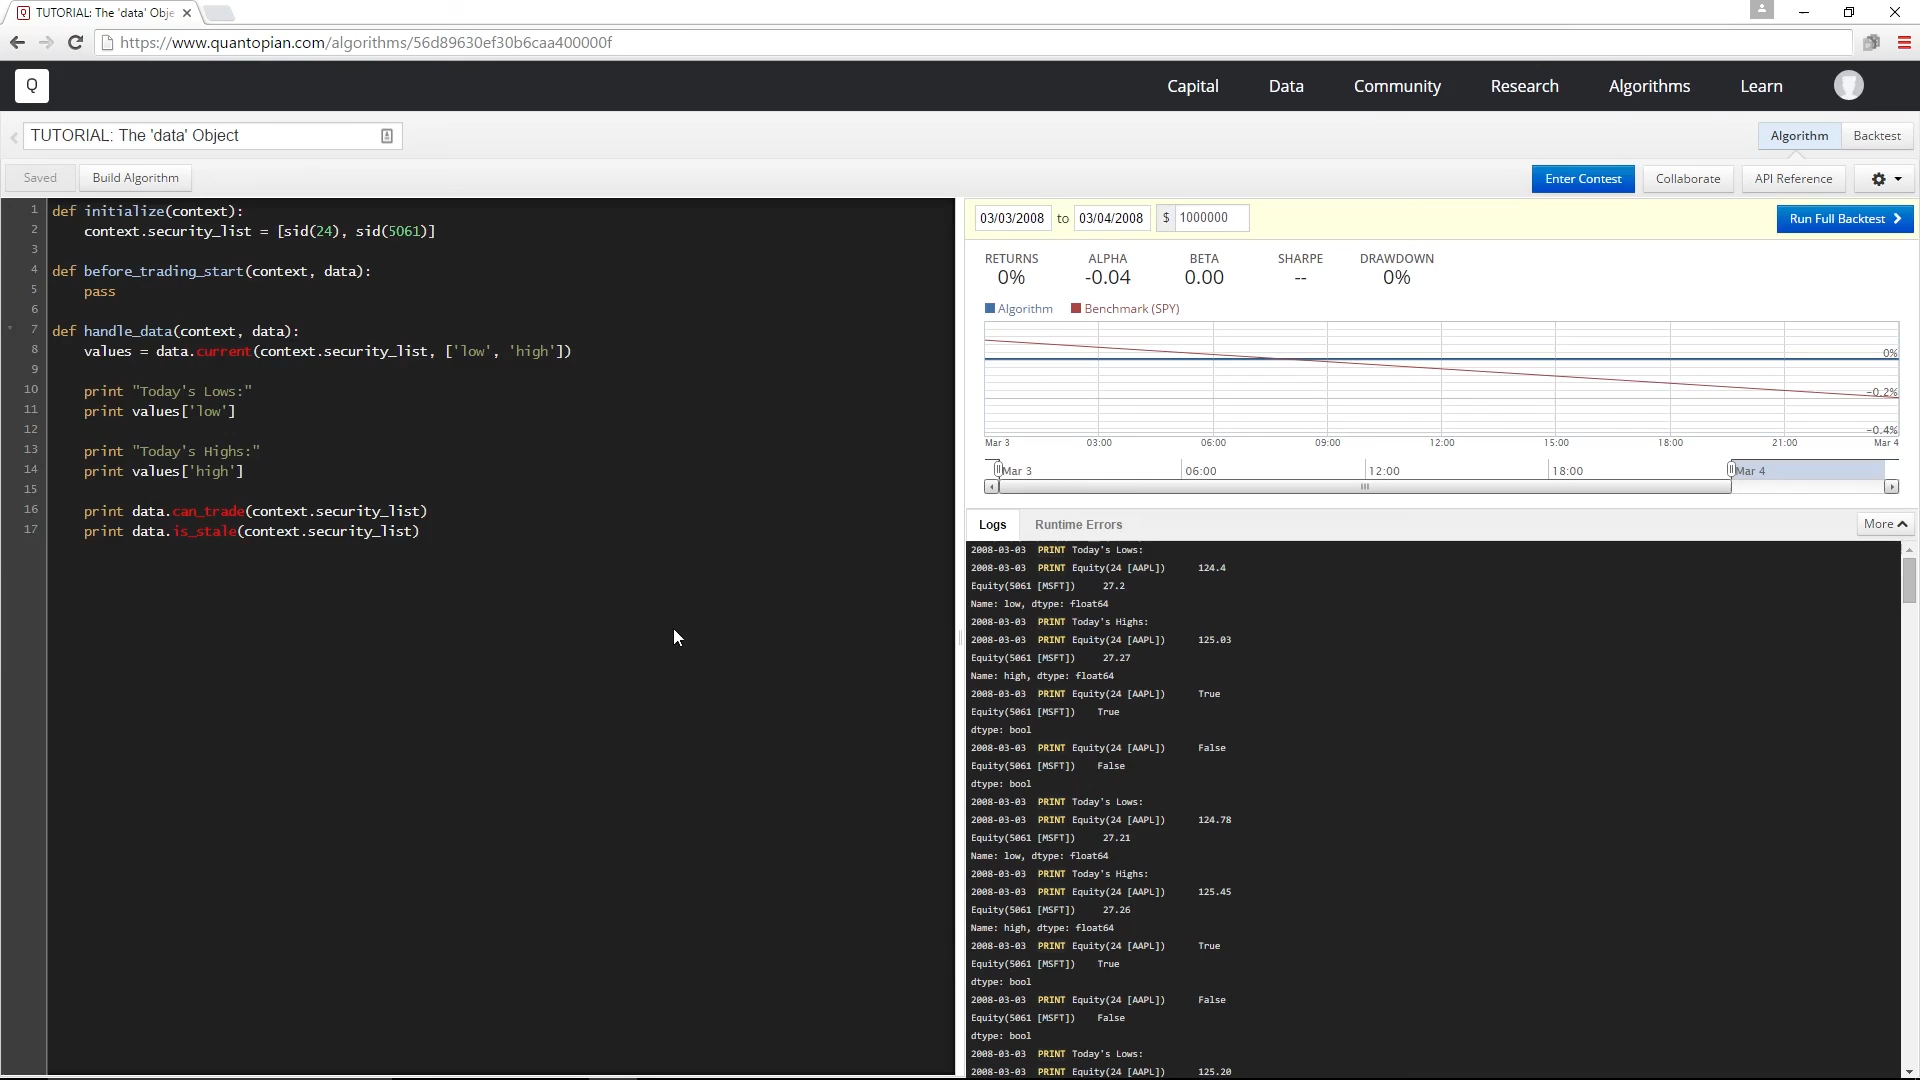 TUTORIAL: The 'data' Obje
https://www.quantopian.com/algorithms/56d89630ef30b6caa400000f
Q
Capital
Data
Community
Research
Algorithms
Learn
TUTORIAL: The 'data' Object
Algorithm
Backtest
Saved
Build Algorithm
Enter Contest
Collaborate
API Reference
1 def initialize(context):
2 context.security_list = [sid(24), sid(5061)]
3
4 def before_trading_start(context, data):
5 pass
6
7 def handle_data(context, data):
8 values = data.current(context.security_list, ['low', 'high'])
9
10 print "Today's Lows:"
11 print values['low']
12
13 print "Today's Highs:"
14 print values['high']
15
16 print data.can_trade(context.security_list)
17 print data.is_stale(context.security_list)
03/03/2008 to 03/04/2008 $ 1000000
Run Full Backtest
RETURNS ALPHA BETA SHARPE DRAWDOWN
0% -0.04 0.00 -- 0%
Algorithm Benchmark (SPY)
0%
-0.2%
-0.4%
Mar 3 03:00 06:00 09:00 12:00 15:00 18:00 21:00 Mar 4
Mar 3 06:00 12:00 18:00 Mar 4
Logs Runtime Errors More
2008-03-03 PRINT Today's Lows:
2008-03-03 PRINT Equity(24 [AAPL]) 124.4
Equity(5061 [MSFT]) 27.2
Name: low, dtype: float64
2008-03-03 PRINT Today's Highs:
2008-03-03 PRINT Equity(24 [AAPL]) 125.03
Equity(5061 [MSFT]) 27.27
Name: high, dtype: float64
2008-03-03 PRINT Equity(24 [AAPL]) True
Equity(5061 [MSFT]) True
dtype: bool
2008-03-03 PRINT Equity(24 [AAPL]) False
Equity(5061 [MSFT]) False
dtype: bool
2008-03-03 PRINT Today's Lows:
2008-03-03 PRINT Equity(24 [AAPL]) 124.78
Equity(5061 [MSFT]) 27.21
Name: low, dtype: float64
2008-03-03 PRINT Today's Highs:
2008-03-03 PRINT Equity(24 [AAPL]) 125.45
Equity(5061 [MSFT]) 27.26
Name: high, dtype: float64
2008-03-03 PRINT Equity(24 [AAPL]) True
Equity(5061 [MSFT]) True
dtype: bool
2008-03-03 PRINT Equity(24 [AAPL]) False
Equity(5061 [MSFT]) False
dtype: bool
2008-03-03 PRINT Today's Lows:
2008-03-03 PRINT Equity(24 [AAPL]) 125.20